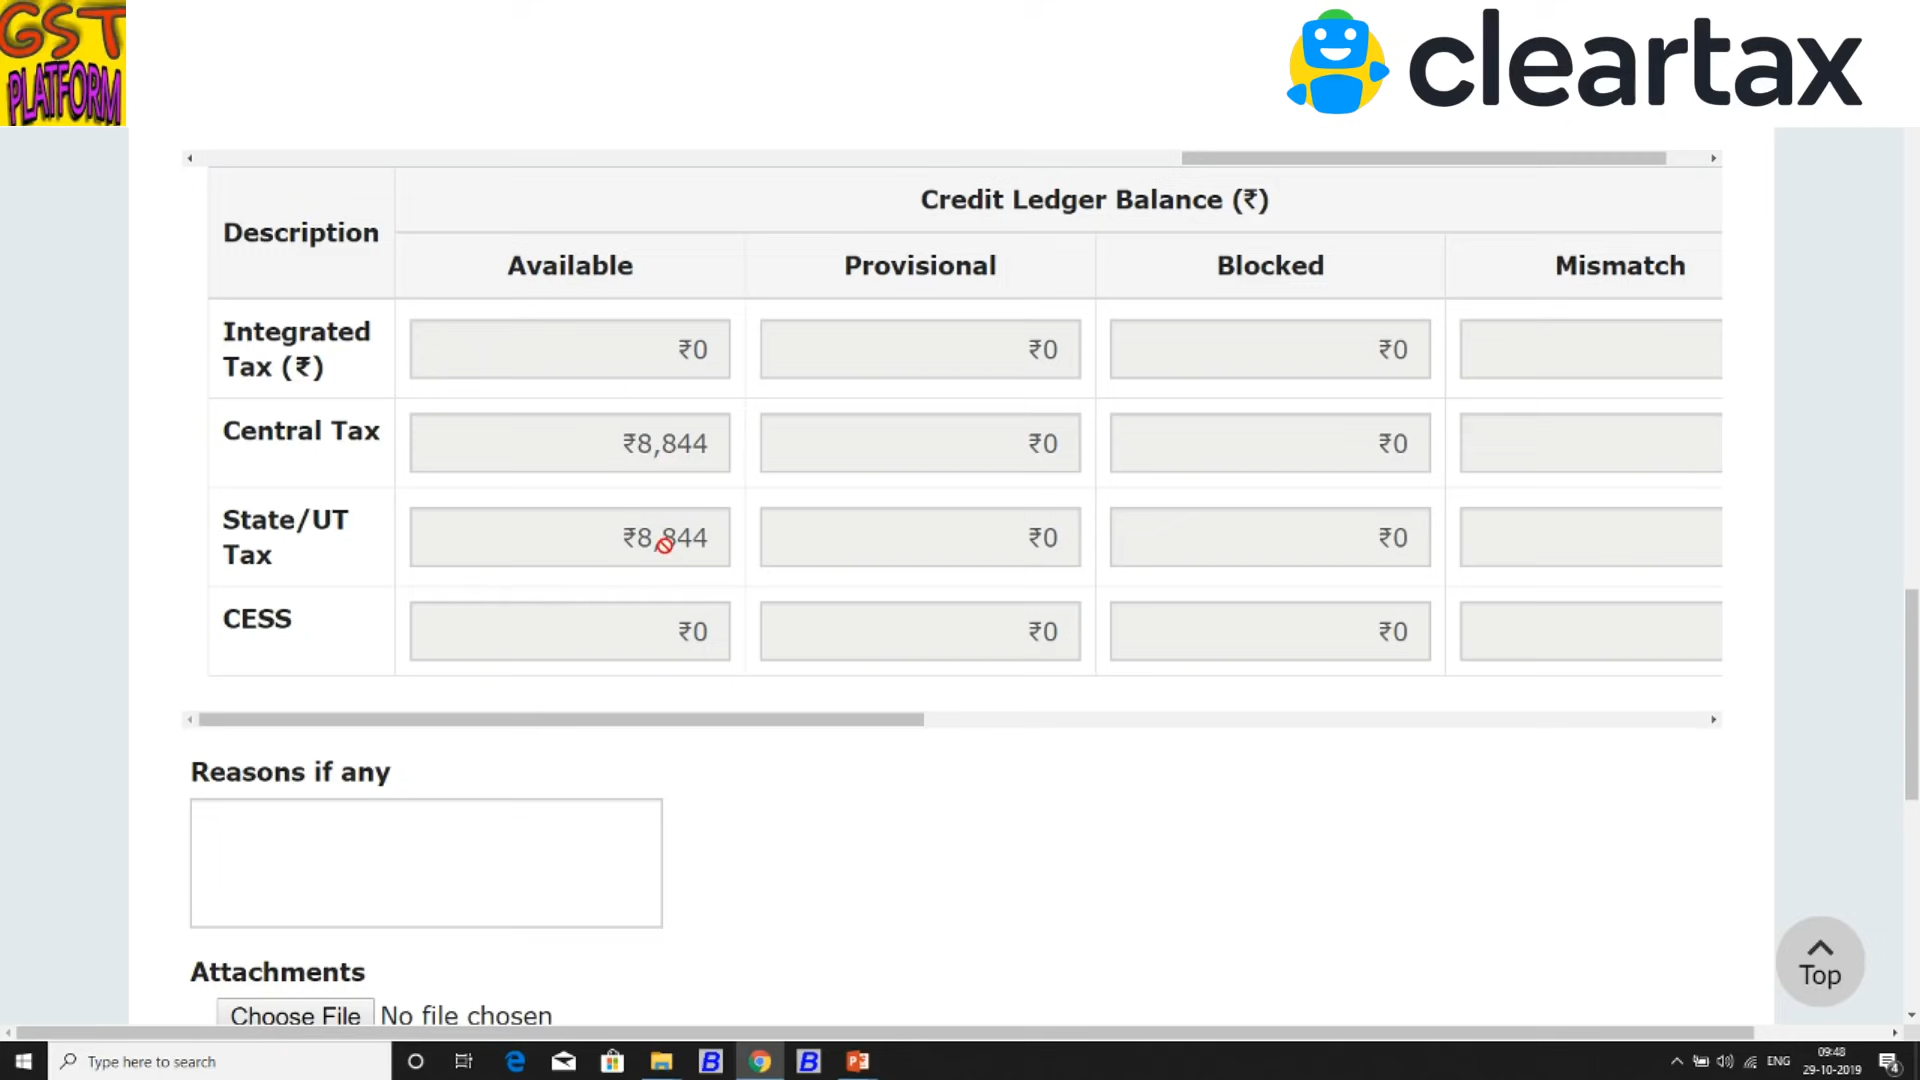 GST
PLATFORM
cleartax
Description
Credit Ledger Balance (₹)
Available Provisional Blocked Mismatch
Integrated
Tax (₹)
₹0 ₹0 ₹0
Central Tax ₹8,844 ₹0 ₹0
State/UT
Tax
₹8,844 ₹0 ₹0
CESS ₹0 ₹0 ₹0
Reasons if any
Attachments
Choose File No file chosen
Top
Type here to search
ENG
09:48
29-10-2019
4